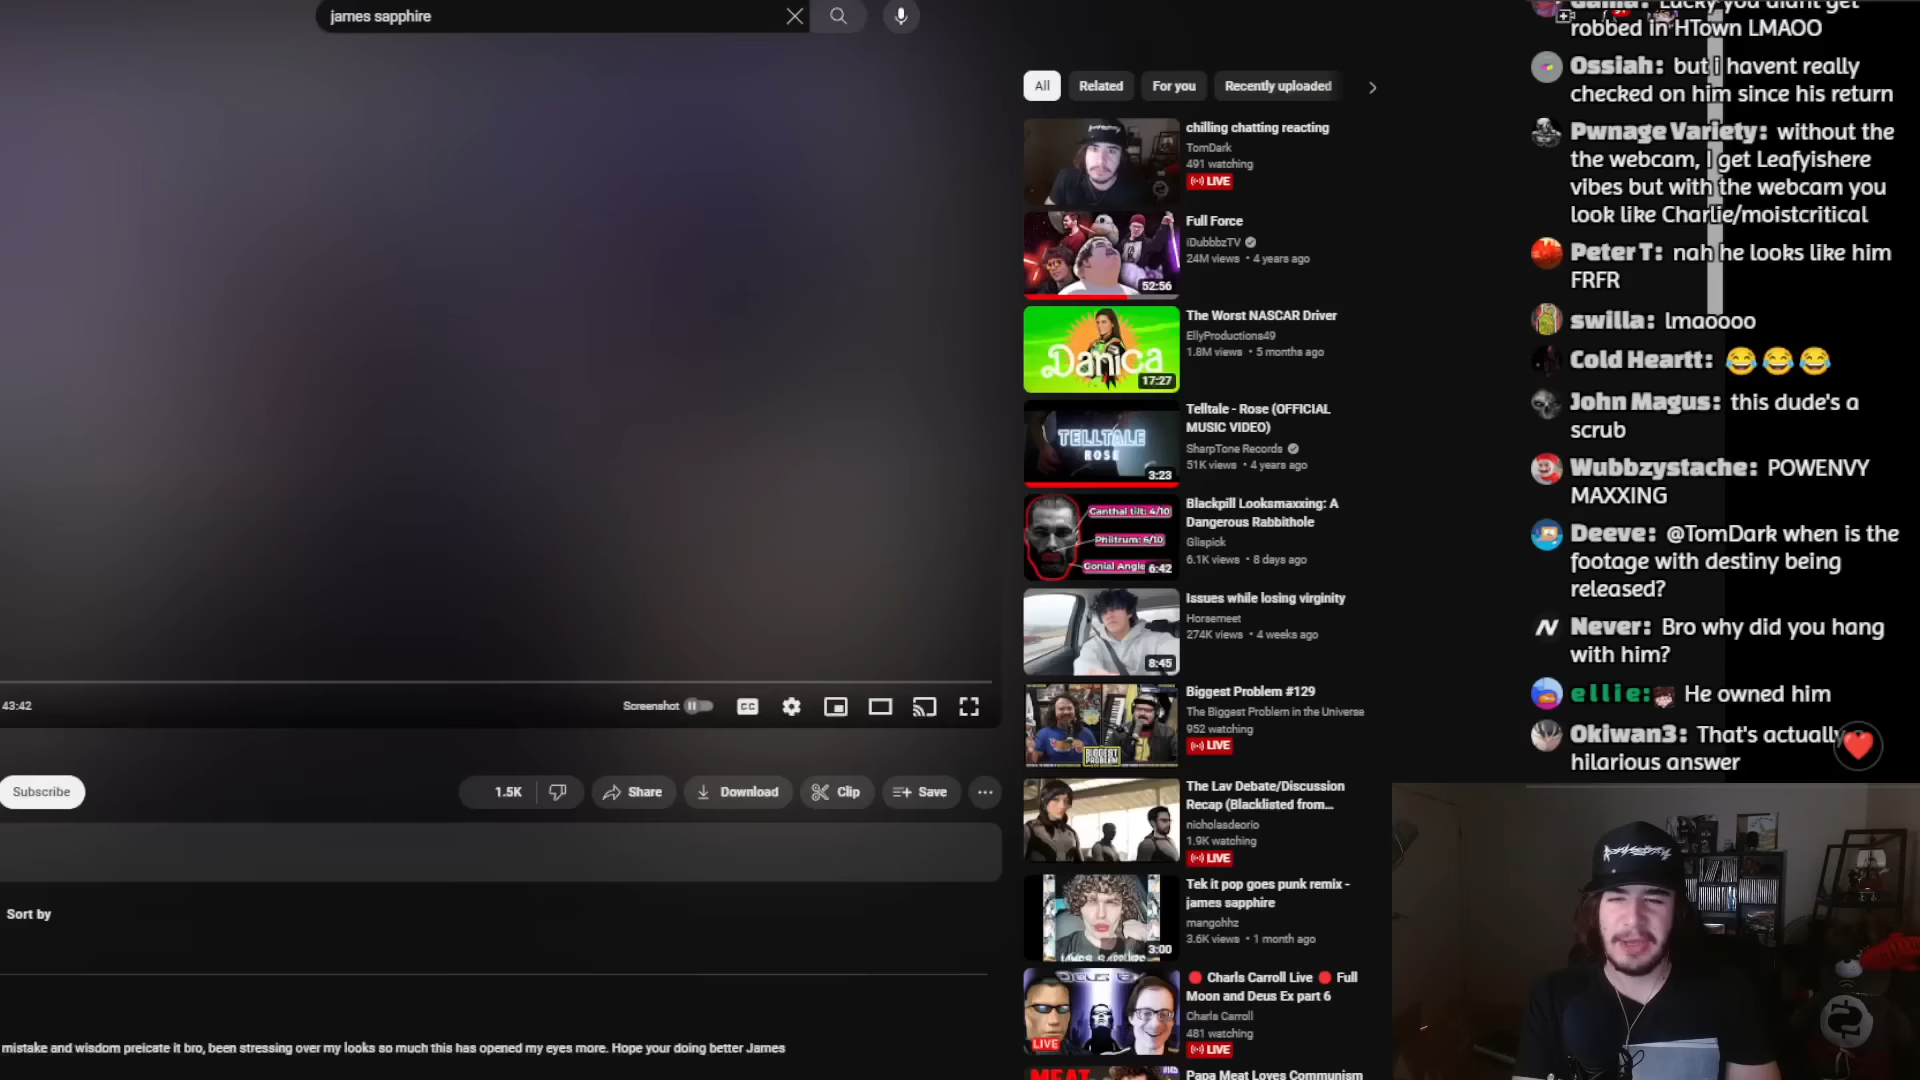 james sapphire
All
Related
For you
Recently uploaded
chilling chatting reacting
TomDark
491 watching
LIVE
Full Force
iDubbbzTV
24M views • 4 years ago
52:56
The Worst NASCAR Driver
EllyProductions49
1.8M views • 5 months ago
Danica
17:27
Telltale - Rose (OFFICIAL
MUSIC VIDEO)
SharpTone Records
51K views • 4 years ago
TELLTALE
ROSE
3:23
Blackpill Looksmaxxing: A
Dangerous Rabbithole
Glispick
6.1K views • 8 days ago
Canthal tilt: 4/10
Philtrum: 6/10
Gonial Angle
6:42
Issues while losing virginity
Horsemeet
274K views • 4 weeks ago
8:45
Biggest Problem #129
The Biggest Problem in the Universe
952 watching
LIVE
BIGGEST
PROBLEM
The Lav Debate/Discussion
Recap (Blacklisted from...
nicholasdeorio
1.9K watching
LIVE
Tek it pop goes punk remix -
james sapphire
mangohhz
3.6K views • 1 month ago
3:00
Charls Carroll Live Full
Moon and Deus Ex part 6
Charls Carroll
481 watching
LIVE
DEUS EX
LIVE
Papa Meat Loves Communism
MEAT
43:42
Screenshot
CC
Subscribe
1.5K
Share
Download
Clip
Save
Sort by
mistake and wisdom preicate it bro, been stressing over my looks so much this has opened my eyes more. Hope your doing better James
Lucky you didnt get
robbed in HTown LMAOO
Ossiah: but i havent really
checked on him since his return
Pwnage Variety: without the
the webcam, I get Leafyishere
vibes but with the webcam you
look like Charlie/moistcritical
Peter T: nah he looks like him
FRFR
swilla: lmaoooo
Cold Heartt: 😂😂😂
John Magus: this dude's a
scrub
Wubbzystache: POWENVY
MAXXING
Deeve: @TomDark when is the
footage with destiny being
released?
Never: Bro why did you hang
with him?
ellie: He owned him
Okiwan3: That's actually
hilarious answer